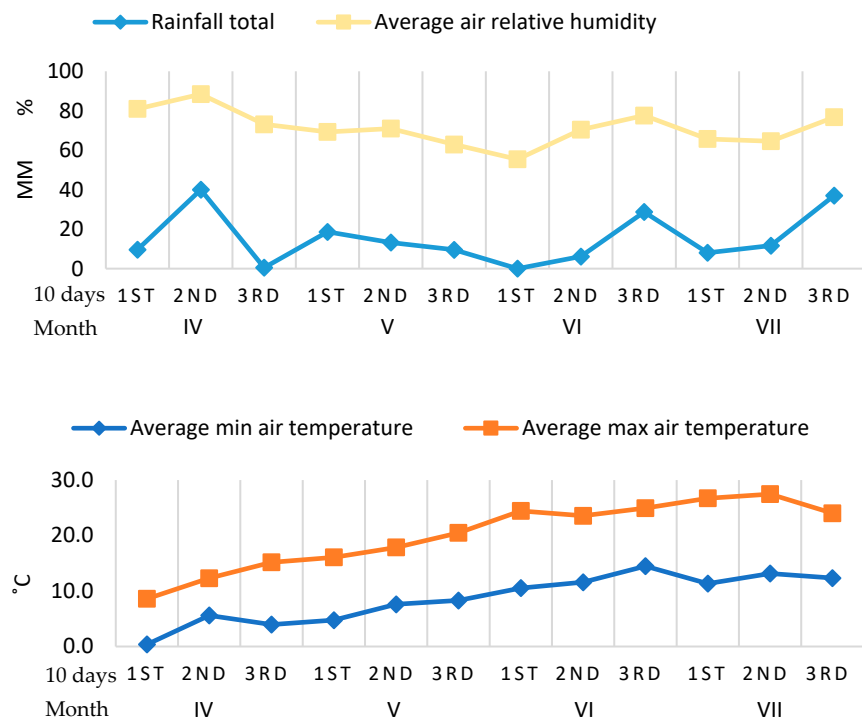 Rainfall total Average air relative humidity
100
80
60
40
20
0
MM %
10 days 1ST 2ND 3RD 1ST 2ND 3RD 1ST 2ND 3RD 1ST 2ND 3RD
Month IV V VI VII
Average min air temperature Average max air temperature
30.0
20.0
10.0
0.0
°C
10 days 1ST 2ND 3RD 1ST 2ND 3RD 1ST 2ND 3RD 1ST 2ND 3RD
Month IV V VI VII